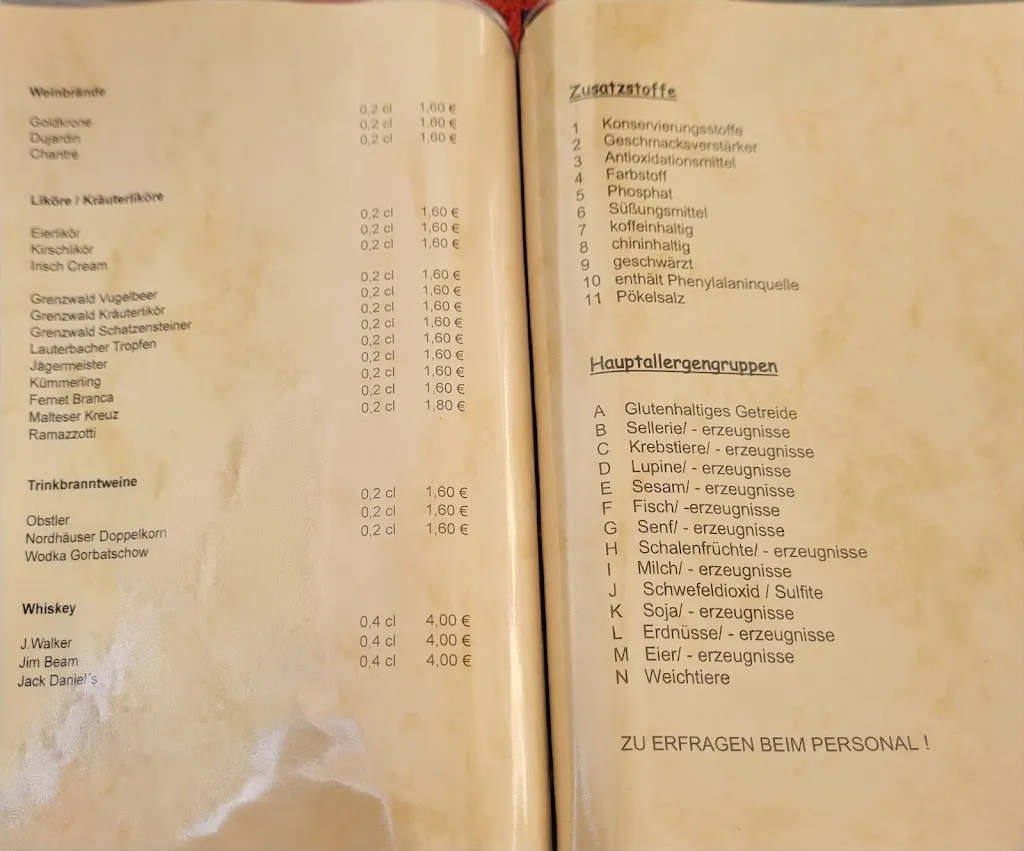 Weinbrände
Goldkrone 0,2 cl 1,60 €
Dujardin 0,2 cl 1,60 €
Chantré 0,2 cl 1,60 €
Liköre / Kräuterliköre
Eierlikör 0,2 cl 1,60 €
Kirschlikör 0,2 cl 1,60 €
Irisch Cream 0,2 cl 1,60 €
Grenzwald Vugelbeer 0,2 cl 1,60 €
Grenzwald Kräuterlikör 0,2 cl 1,60 €
Grenzwald Schatzensteiner 0,2 cl 1,60 €
Lauterbacher Tropfen 0,2 cl 1,60 €
Jägermeister 0,2 cl 1,60 €
Kümmerling 0,2 cl 1,60 €
Fernet Branca 0,2 cl 1,60 €
Malteser Kreuz 0,2 cl 1,60 €
Ramazzotti 0,2 cl 1,80 €
Trinkbranntweine
Obstler 0,2 cl 1,60 €
Nordhäuser Doppelkorn 0,2 cl 1,60 €
Wodka Gorbatschow 0,2 cl 1,60 €
Whiskey
J.Walker 0,4 cl 4,00 €
Jim Beam 0,4 cl 4,00 €
Jack Daniel´s 0,4 cl 4,00 €
Zusatzstoffe
1 Konservierungsstoffe
2 Geschmacksverstärker
3 Antioxidationsmittel
4 Farbstoff
5 Phosphat
6 Süßungsmittel
7 koffeinhaltig
8 chininhaltig
9 geschwärzt
10 enthält Phenylalaninquelle
11 Pökelsalz
Hauptallergengruppen
A Glutenhaltiges Getreide
B Sellerie/ - erzeugnisse
C Krebstiere/ - erzeugnisse
D Lupine/ - erzeugnisse
E Sesam/ - erzeugnisse
F Fisch/ -erzeugnisse
G Senf/ - erzeugnisse
H Schalenfrüchte/ - erzeugnisse
I Milch/ - erzeugnisse
J Schwefeldioxid / Sulfite
K Soja/ - erzeugnisse
L Erdnüsse/ - erzeugnisse
M Eier/ - erzeugnisse
N Weichtiere
ZU ERFRAGEN BEIM PERSONAL !